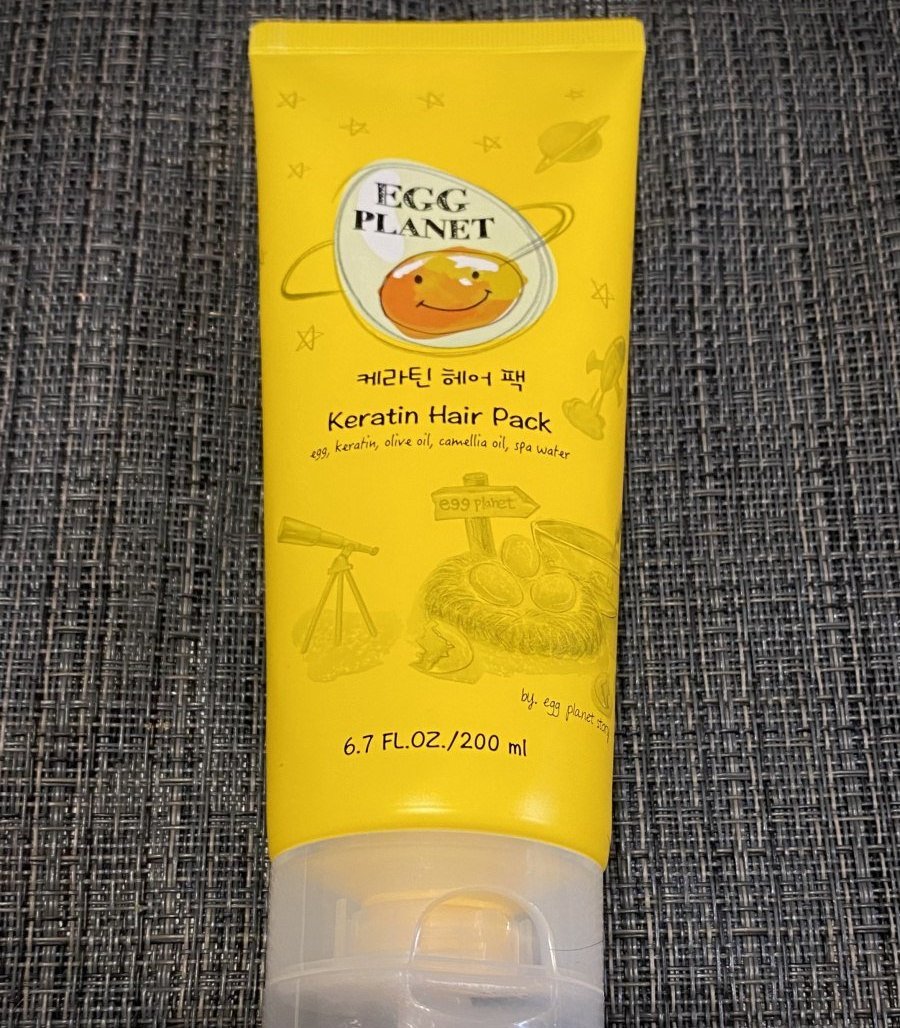 EGG
PLANET
케라틴 헤어 팩
Keratin Hair Pack
egg, keratin, olive oil, camellia oil, spa water
egg planet
by. egg planet story
6.7 FL.OZ./200 ml